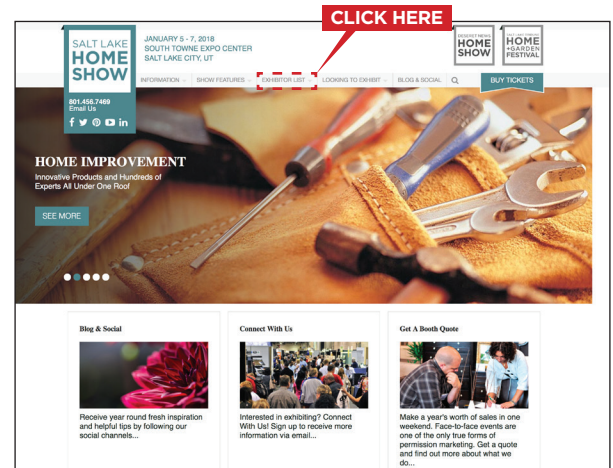 CLICK HERE
SALT LAKE
HOME
SHOW
JANUARY 5 - 7, 2018
SOUTH TOWNE EXPO CENTER
SALT LAKE CITY, UT
DESERET NEWS
HOME
SHOW
HOME
+GARDEN
FESTIVAL
INFORMATION
SHOW FEATURES
EXHIBITOR LIST
LOOKING TO EXHIBIT
BLOG & SOCIAL
BUY TICKETS
801.456.7469
Email Us
HOME IMPROVEMENT
Innovative Products and Hundreds of
Experts All Under One Roof
SEE MORE
Blog & Social
Receive year round fresh inspiration
and helpful tips by following our
social channels...
Connect With Us
Interested in exhibiting? Connect
With Us! Sign up to receive more
information via email...
Get A Booth Quote
Make a year's worth of sales in one
weekend. Face-to-face events are
one of the only true forms of
permission marketing. Get a quote
and find out more about what we
do...